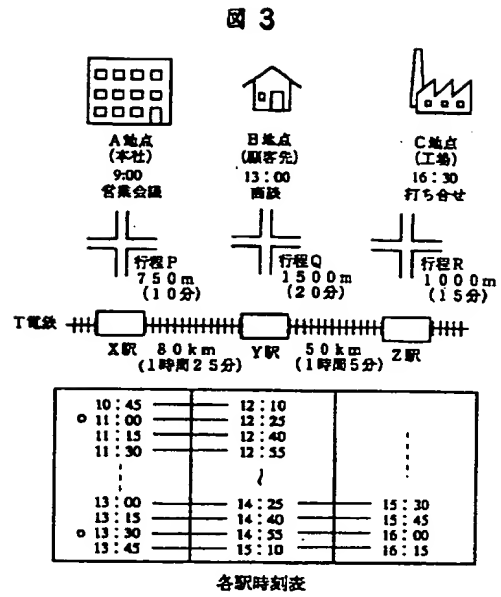 図 3
A地点
(本社)
9:00
営業会議
B地点
(顧客先)
13:00
商談
C地点
(工場)
16:30
打ち合せ
行程P
750m
(10分)
行程Q
1500m
(20分)
行程R
1000m
(15分)
T電鉄
X駅
80km
(1時間25分)
Y駅
50km
(1時間5分)
Z駅
10:45 12:10
○ 11:00 12:25
11:15 12:40
11:30 12:55
〜
13:00 14:25 15:30
13:15 14:40 15:45
○ 13:30 14:55 16:00
13:45 15:10 16:15
各駅時刻表